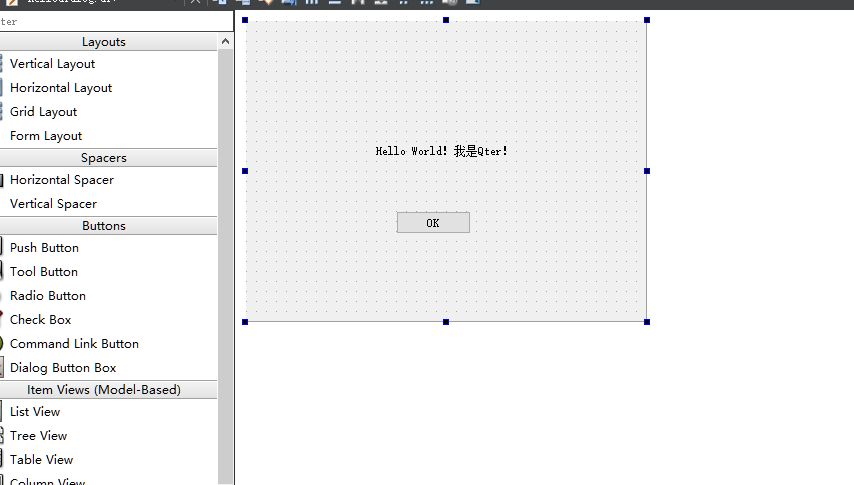 ter
Layouts
Vertical Layout
Horizontal Layout
Grid Layout
Form Layout
Spacers
Horizontal Spacer
Vertical Spacer
Buttons
Push Button
Tool Button
Radio Button
Check Box
Command Link Button
Dialog Button Box
Item Views (Model-Based)
List View
Tree View
Table View
Column View
Hello World! 我是Qter!
OK